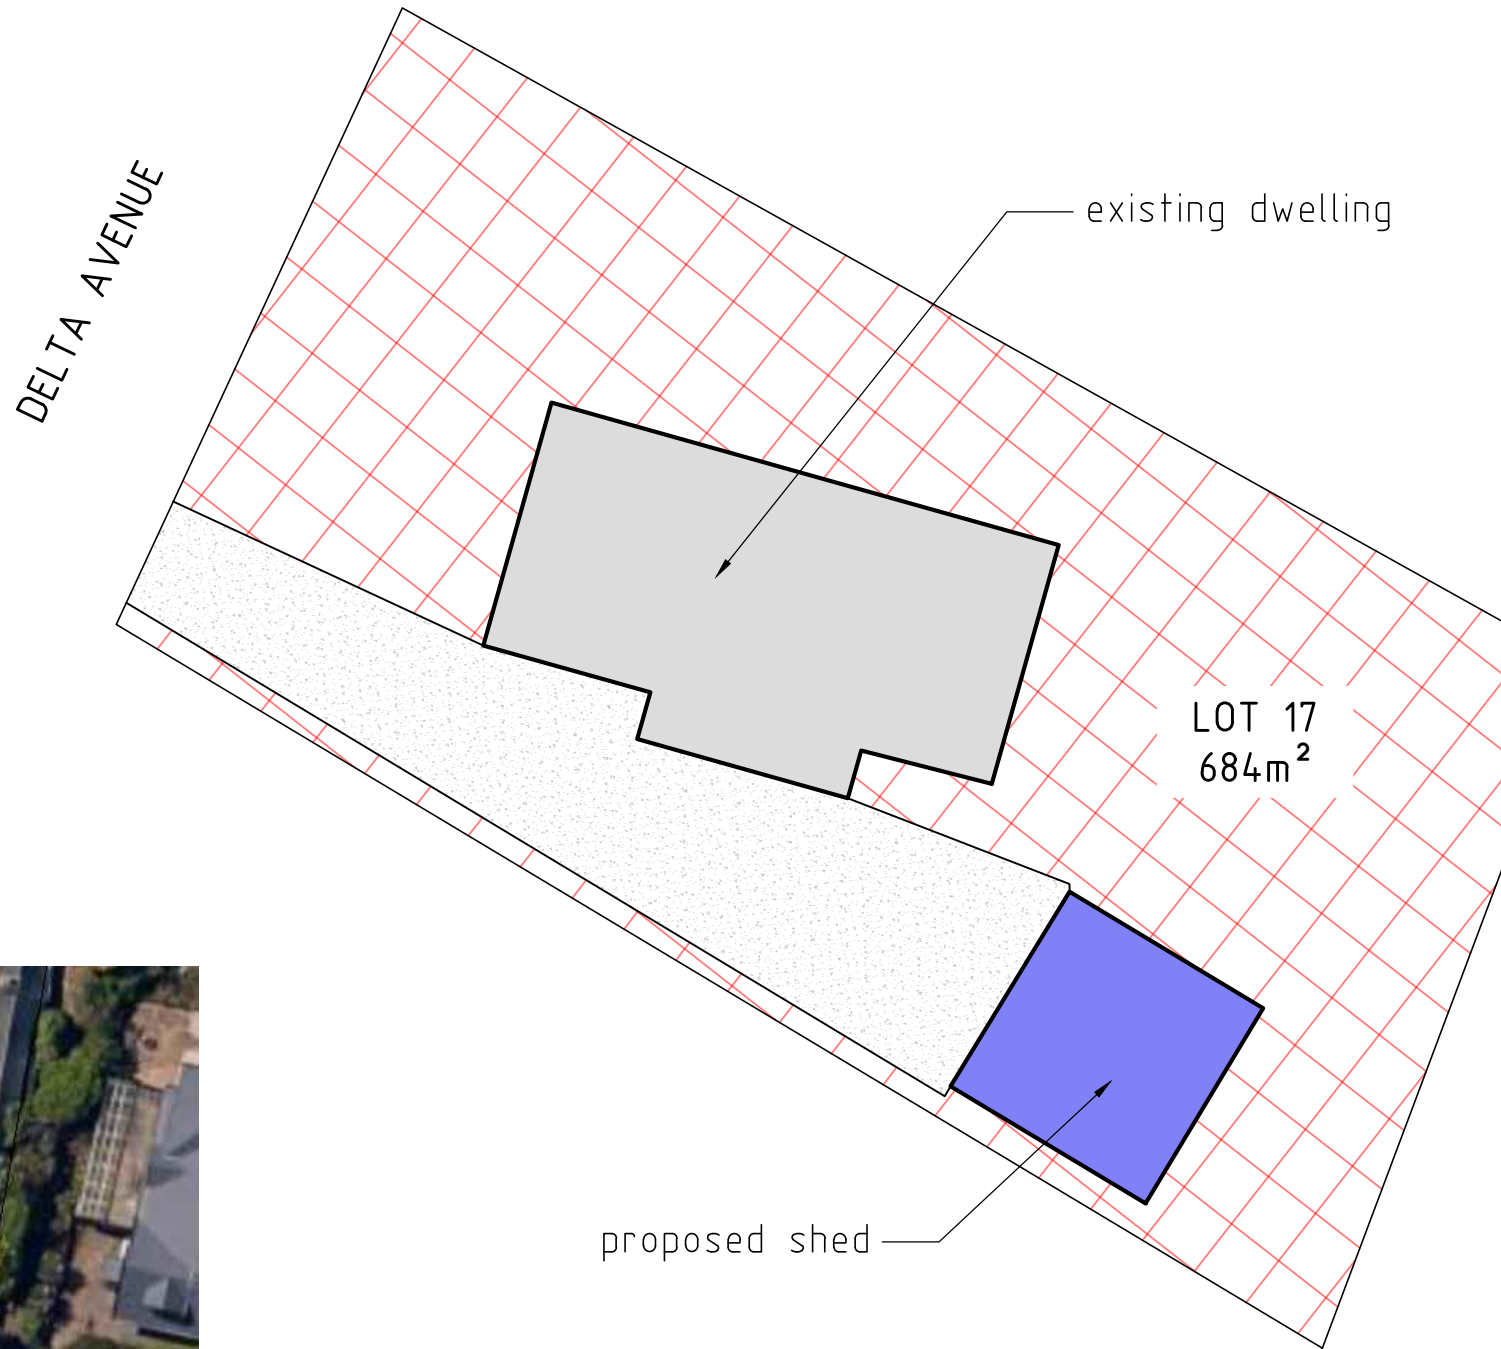 DELTA AVENUE
existing dwelling
LOT 17
684m²
proposed shed